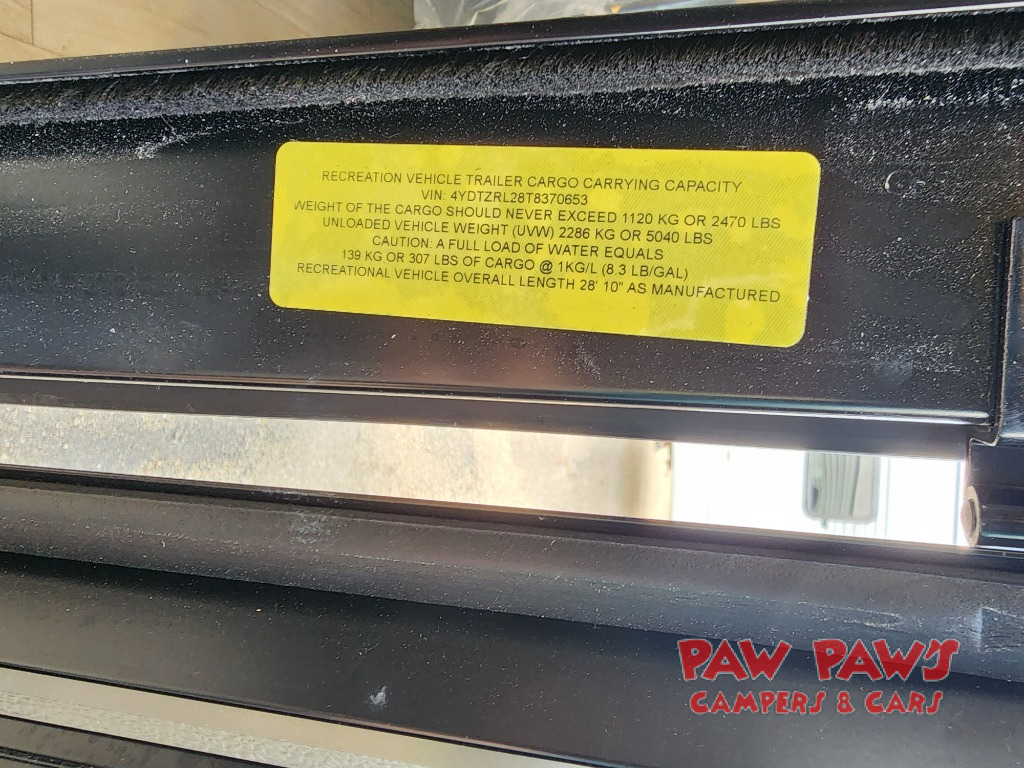 RECREATION VEHICLE TRAILER CARGO CARRYING CAPACITY
VIN: 4YDTZRL28T8370653
WEIGHT OF THE CARGO SHOULD NEVER EXCEED 1120 KG OR 2470 LBS
UNLOADED VEHICLE WEIGHT (UVW) 2286 KG OR 5040 LBS
CAUTION: A FULL LOAD OF WATER EQUALS
139 KG OR 307 LBS OF CARGO @ 1KG/L (8.3 LB/GAL)
RECREATIONAL VEHICLE OVERALL LENGTH 28' 10" AS MANUFACTURED
PAW PAW'S
CAMPERS & CARS